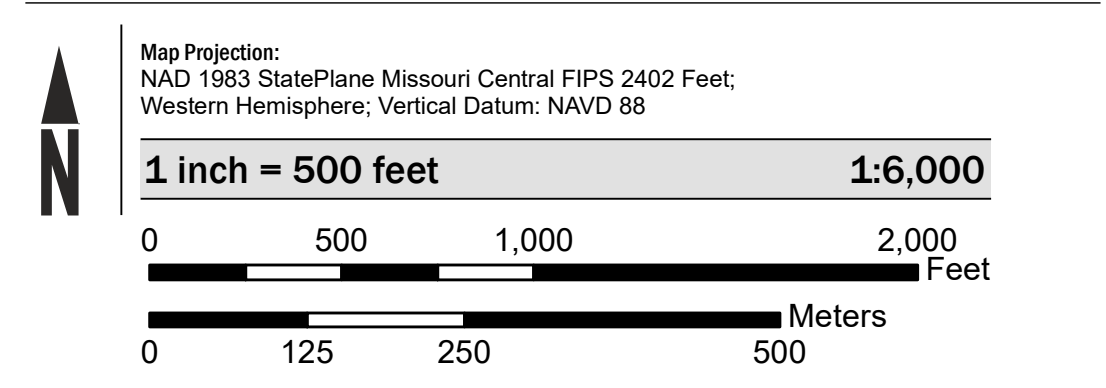 N
Map Projection:
NAD 1983 StatePlane Missouri Central FIPS 2402 Feet;
Western Hemisphere; Vertical Datum: NAVD 88
1 inch = 500 feet 1:6,000
0 500 1,000 2,000
Feet
Meters
0 125 250 500